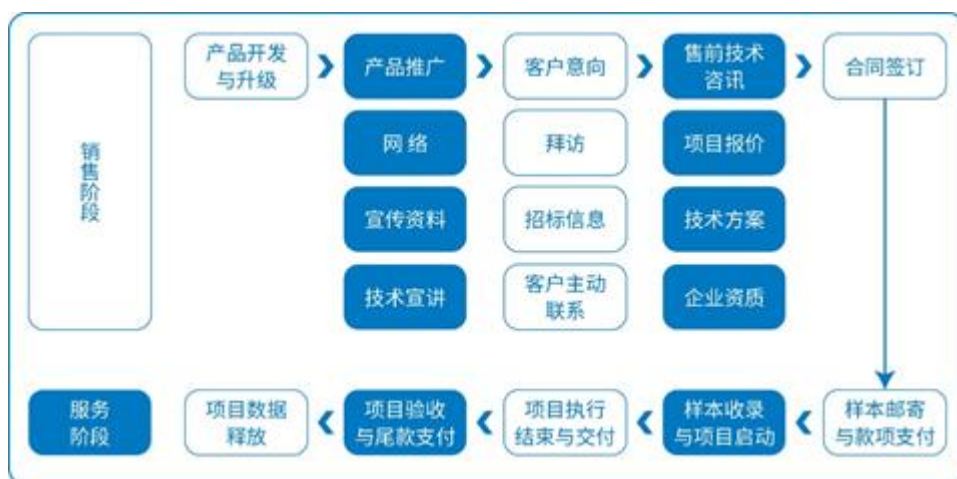 销售阶段
产品开发
与升级
产品推广
客户意向
售前技术
咨讯
合同签订
网络
拜访
项目报价
宣传资料
招标信息
技术方案
技术宣讲
客户主动
联系
企业资质
服务
阶段
项目数据
释放
项目验收
与尾款支付
项目执行
结束与交付
样本收录
与项目启动
样本邮寄
与款项支付